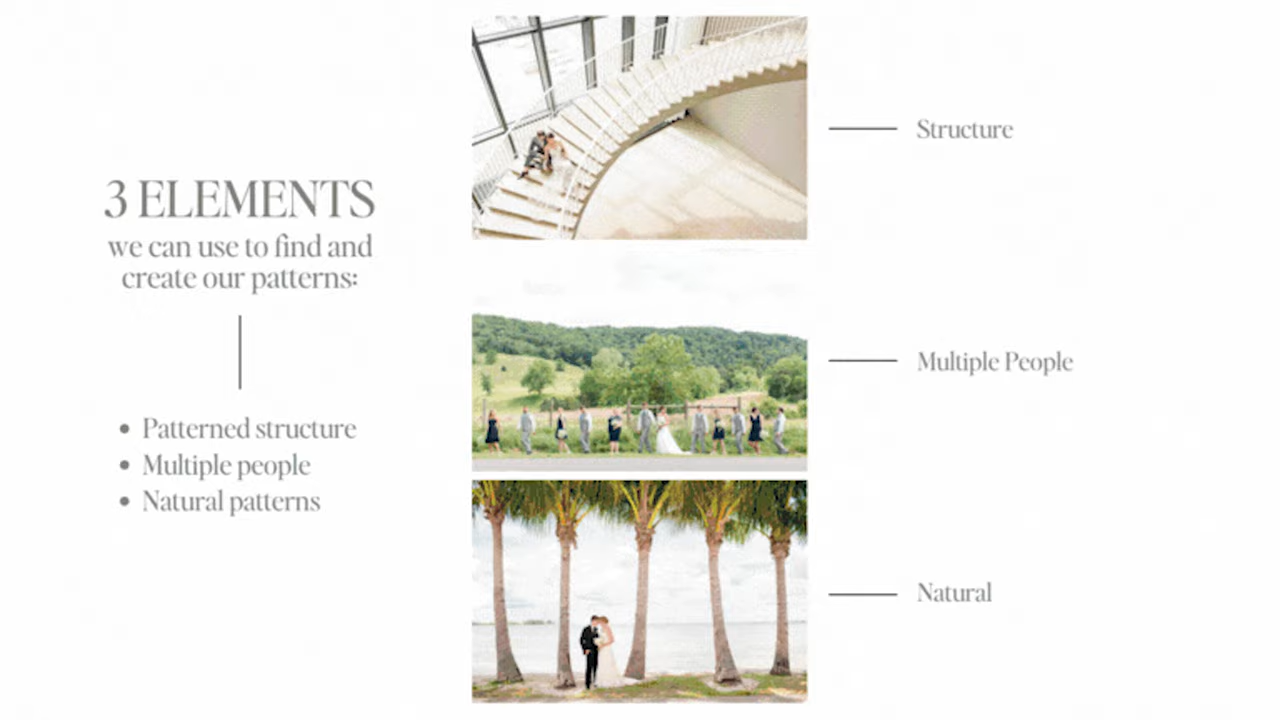 3 ELEMENTS
we can use to find and
create our patterns:
• Patterned structure
• Multiple people
• Natural patterns
Structure
Multiple People
Natural